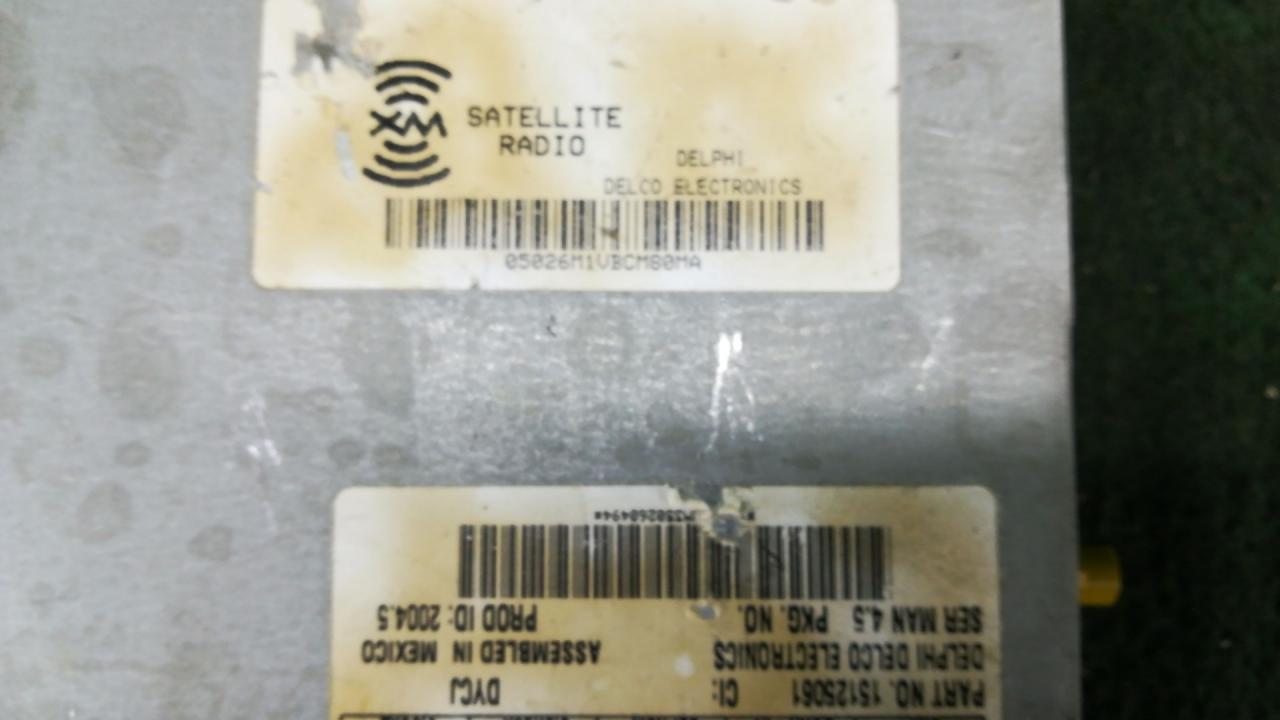 XM
SATELLITE
RADIO
DELPHI
DELCO ELECTRONICS
05026M1VBCM80MA
PART NO. 15125061 CI: DYCJ
DELPHI DELCO ELECTRONICS ASSEMBLED IN MEXICO
SER MAN 4.5 PKG. NO. PROD ID: 2004.5